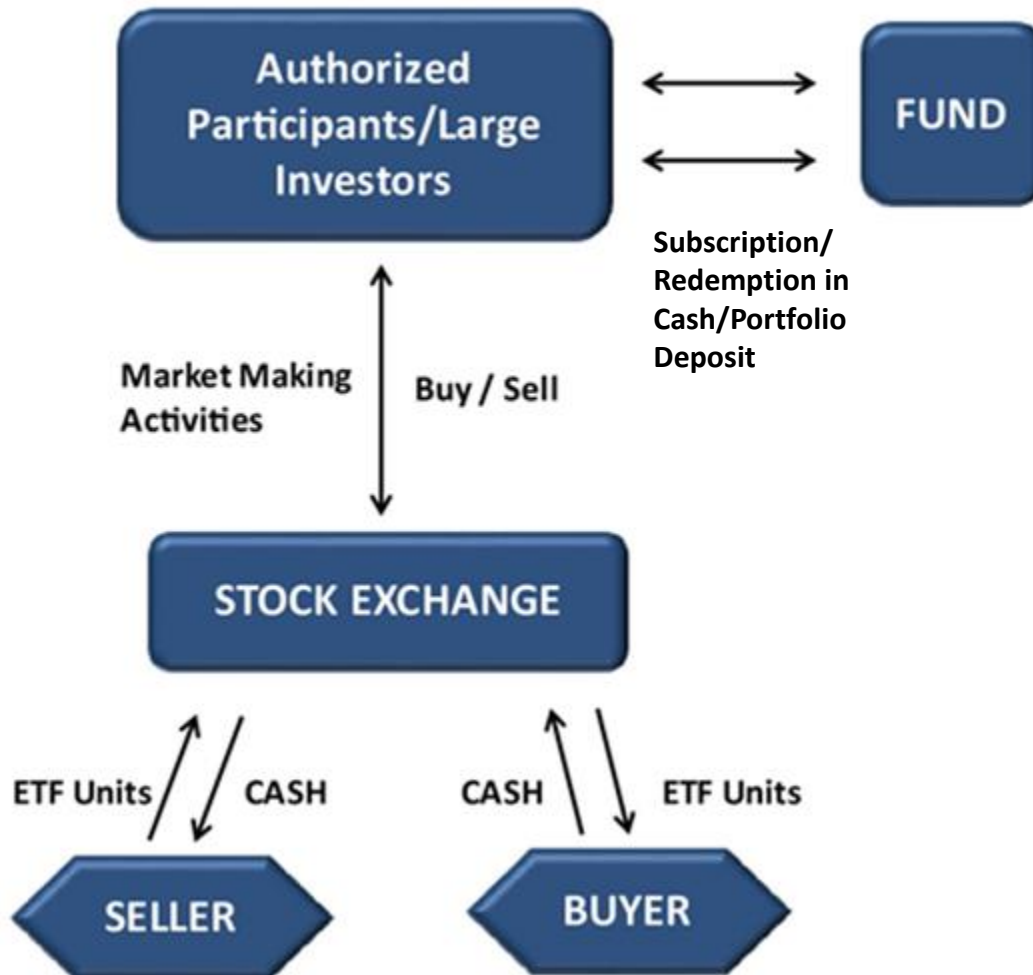 Authorized
Participants/Large
Investors
FUND
Subscription/
Redemption in
Cash/Portfolio
Deposit
Market Making
Activities
Buy / Sell
STOCK EXCHANGE
ETF Units
CASH
CASH
ETF Units
SELLER
BUYER